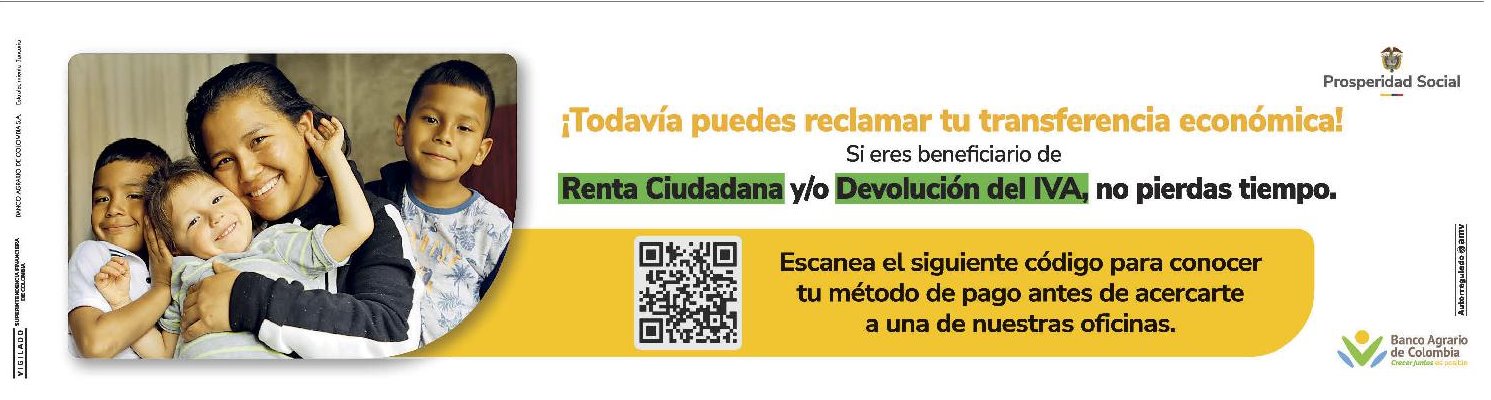 Prosperidad Social
¡Todavía puedes reclamar tu transferencia económica!
Si eres beneficiario de
Renta Ciudadana y/o Devolución del IVA, no pierdas tiempo.
Escanea el siguiente código para conocer
tu método de pago antes de acercarte
a una de nuestras oficinas.
Banco Agrario
de Colombia
Crecer juntos es posible
Autorregulado amv
BANCO AGRARIO DE COLOMBIA S.A. Establecimiento Bancario
VIGILADO
SUPERINTENDENCIA FINANCIERA
DE COLOMBIA